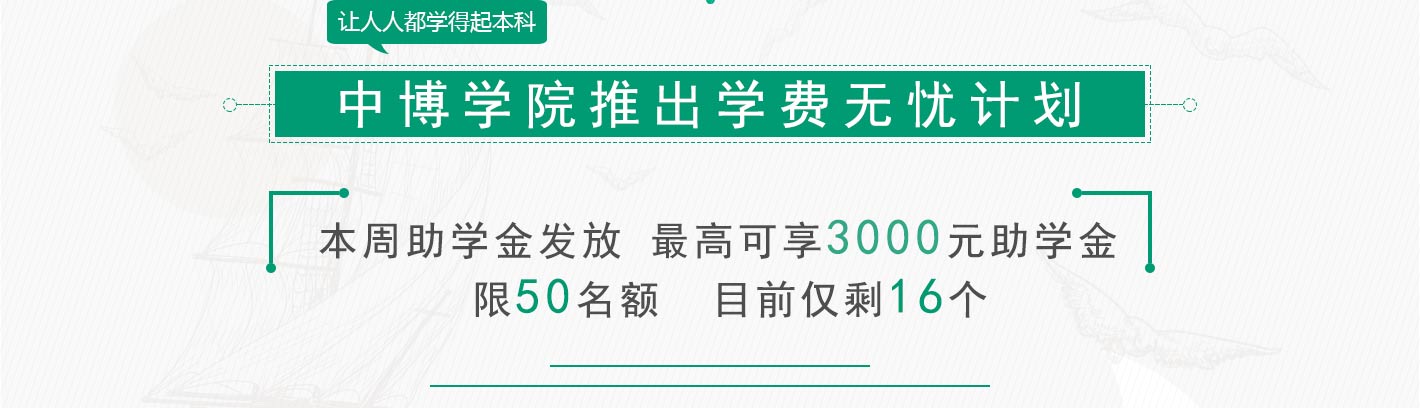 让人人都学得起本科
中博学院推出学费无忧计划
本周助学金发放 最高可享3000元助学金
限50名额 目前仅剩16个